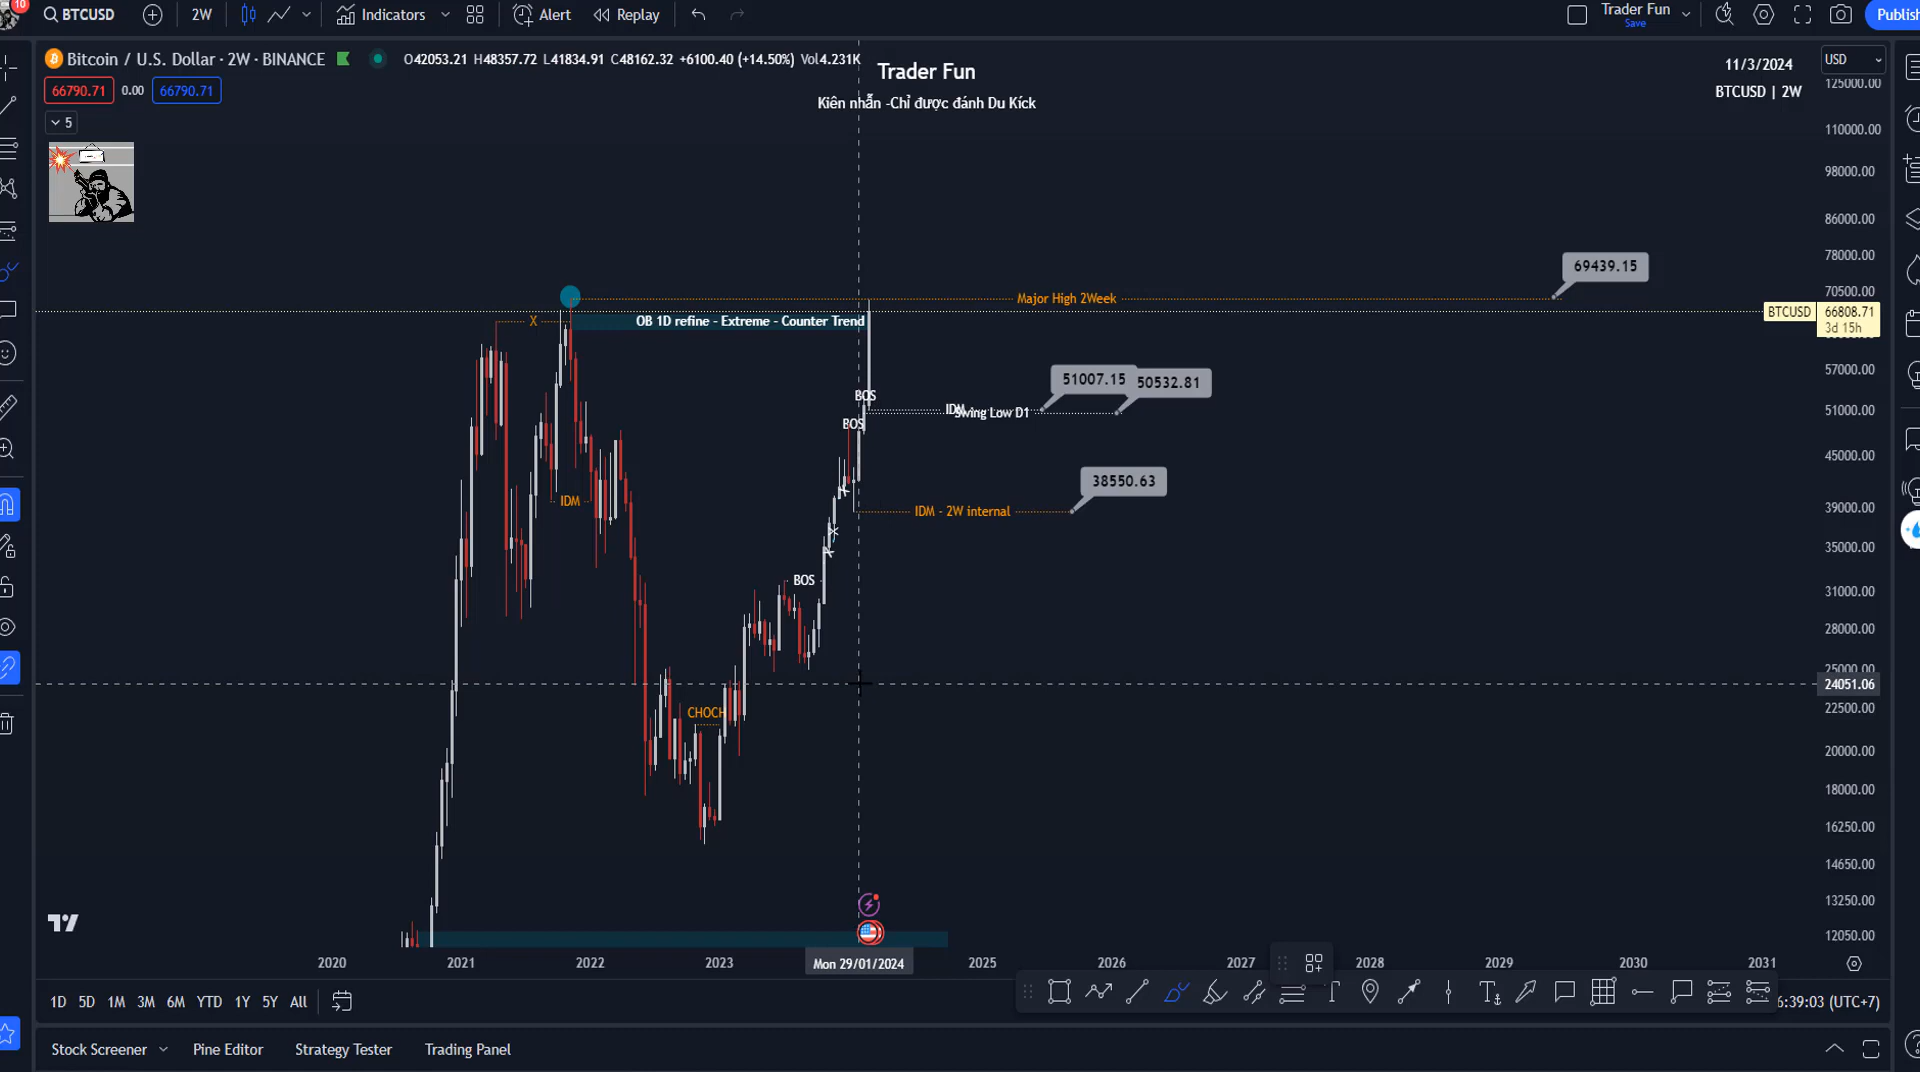 10
BTCUSD
2W
Indicators
Alert
Replay
Trader Fun
Save
Publish
Bitcoin / U.S. Dollar · 2W · BINANCE
O42053.21 H48357.72 L41834.91 C48162.32 +6100.40 (+14.50%) Vol4.231K
66790.71 0.00 66790.71
5
Trader Fun
Kiên nhẫn -Chỉ được đánh Du Kích
11/3/2024
BTCUSD | 2W
USD
125000.00
110000.00
98000.00
86000.00
78000.00
69439.15
70500.00
Major High 2Week
BTCUSD 66808.71
3d 15h
X
OB 1D refine - Extreme - Counter Trend
57000.00
51007.15
50532.81
BOS
IDM
Swing Low D1
51000.00
BOS
45000.00
38550.63
IDM
IDM - 2W internal
39000.00
35000.00
BOS
31000.00
28000.00
25000.00
24051.06
CHOCH
22500.00
20000.00
18000.00
16250.00
14650.00
13250.00
12050.00
2020 2021 2022 2023 Mon 29/01/2024 2025 2026 2027 2028 2029 2030 2031
1D 5D 1M 3M 6M YTD 1Y 5Y All
6:39:03 (UTC+7)
Stock Screener Pine Editor Strategy Tester Trading Panel